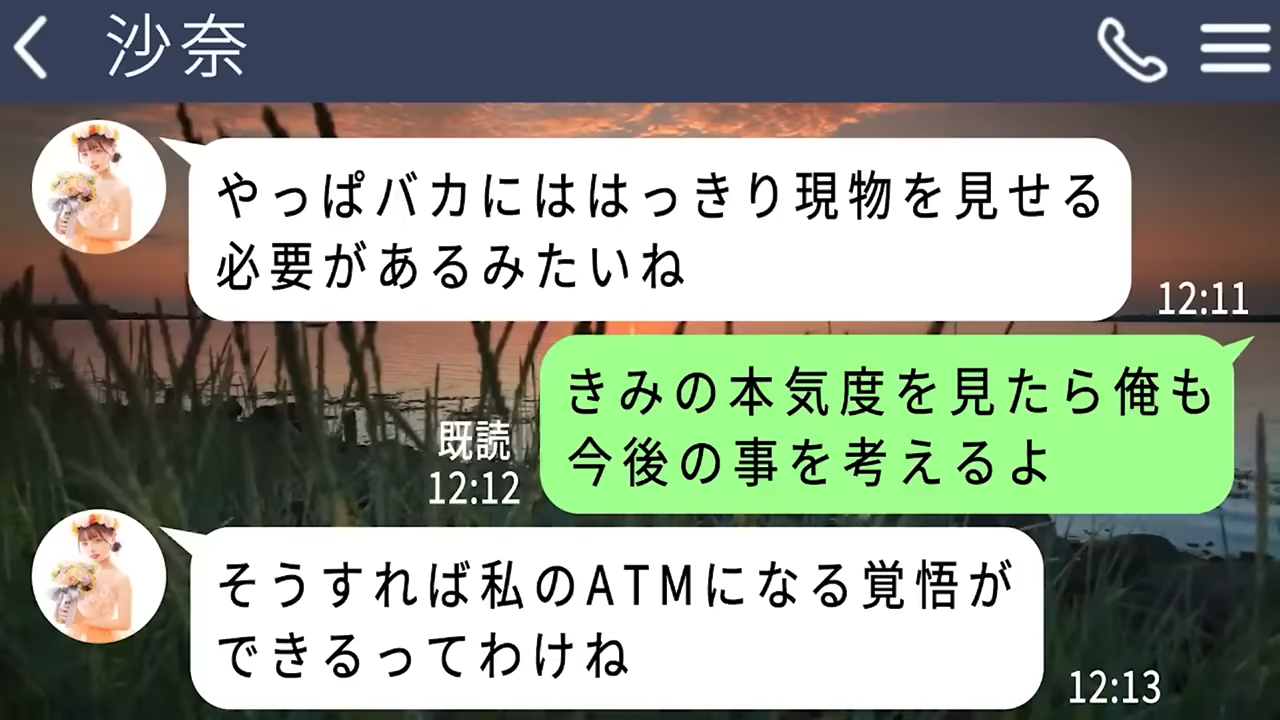 沙奈
やっぱバカにははっきり現物を見せる
必要があるみたいね
12:11
きみの本気度を見たら俺も
今後の事を考えるよ
既読
12:12
そうすれば私のATMになる覚悟が
できるってわけね
12:13